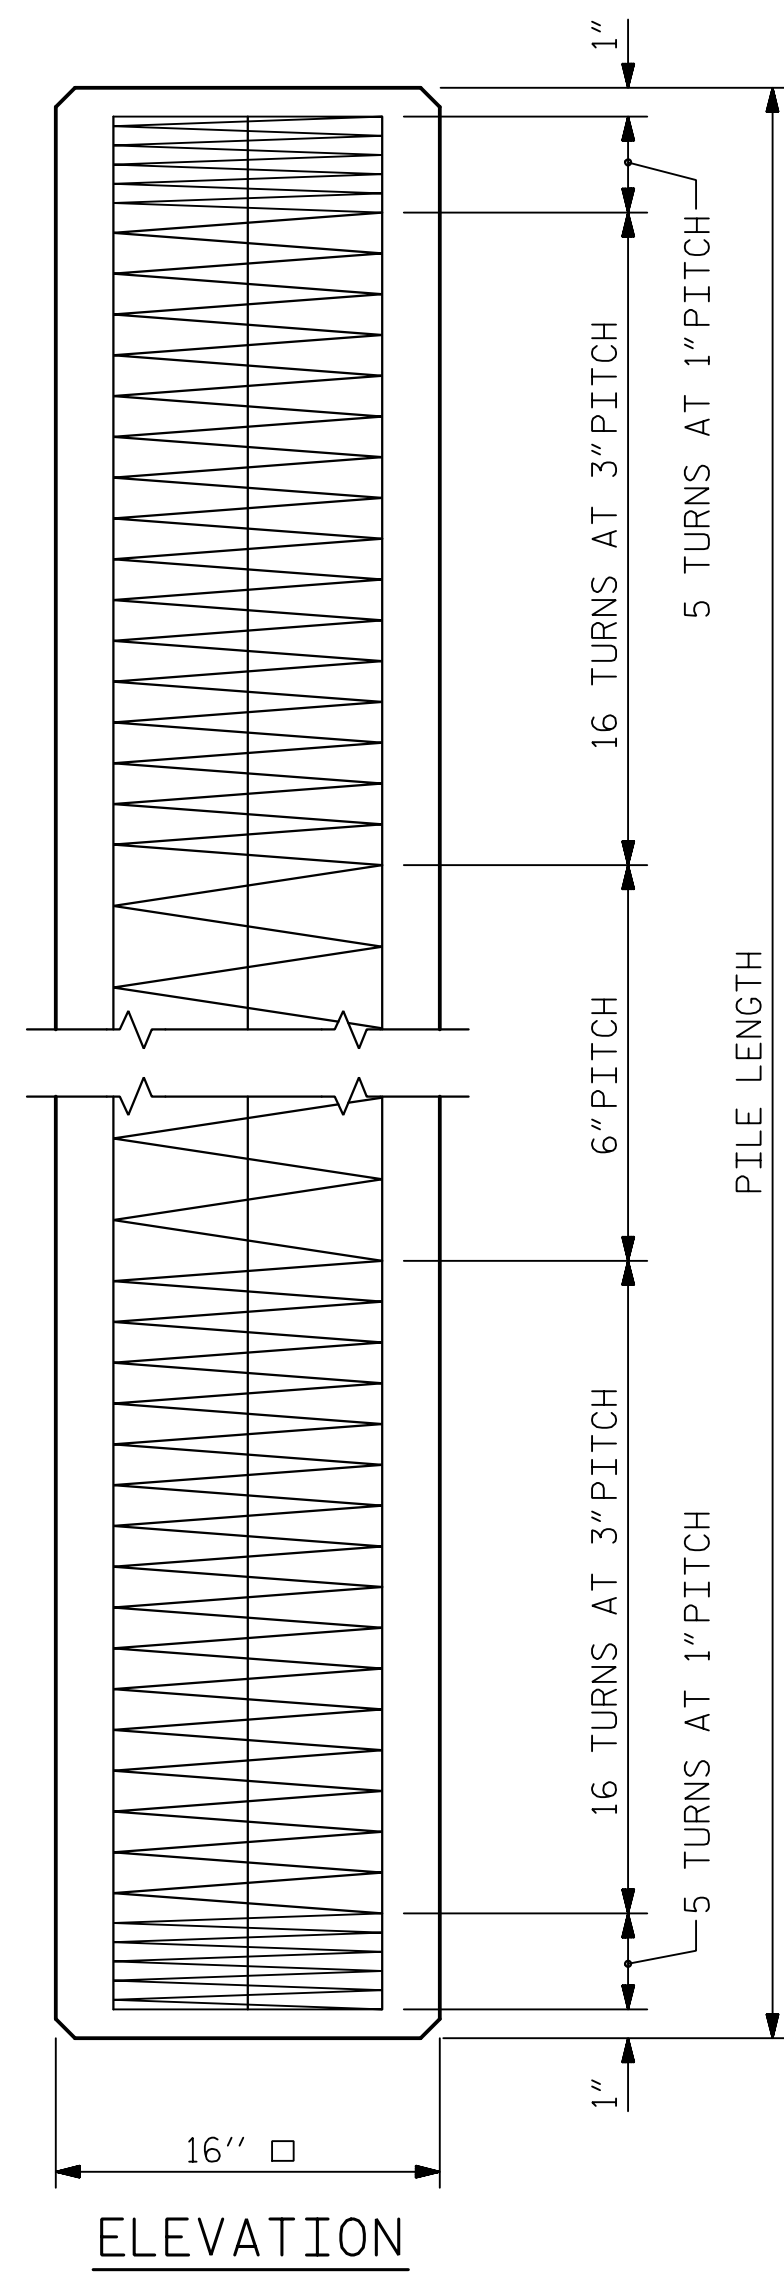 1"
5 TURNS AT 1"PITCH
16 TURNS AT 3"PITCH
6"PITCH
PILE LENGTH
16 TURNS AT 3"PITCH
5 TURNS AT 1"PITCH
1"
16" □
ELEVATION